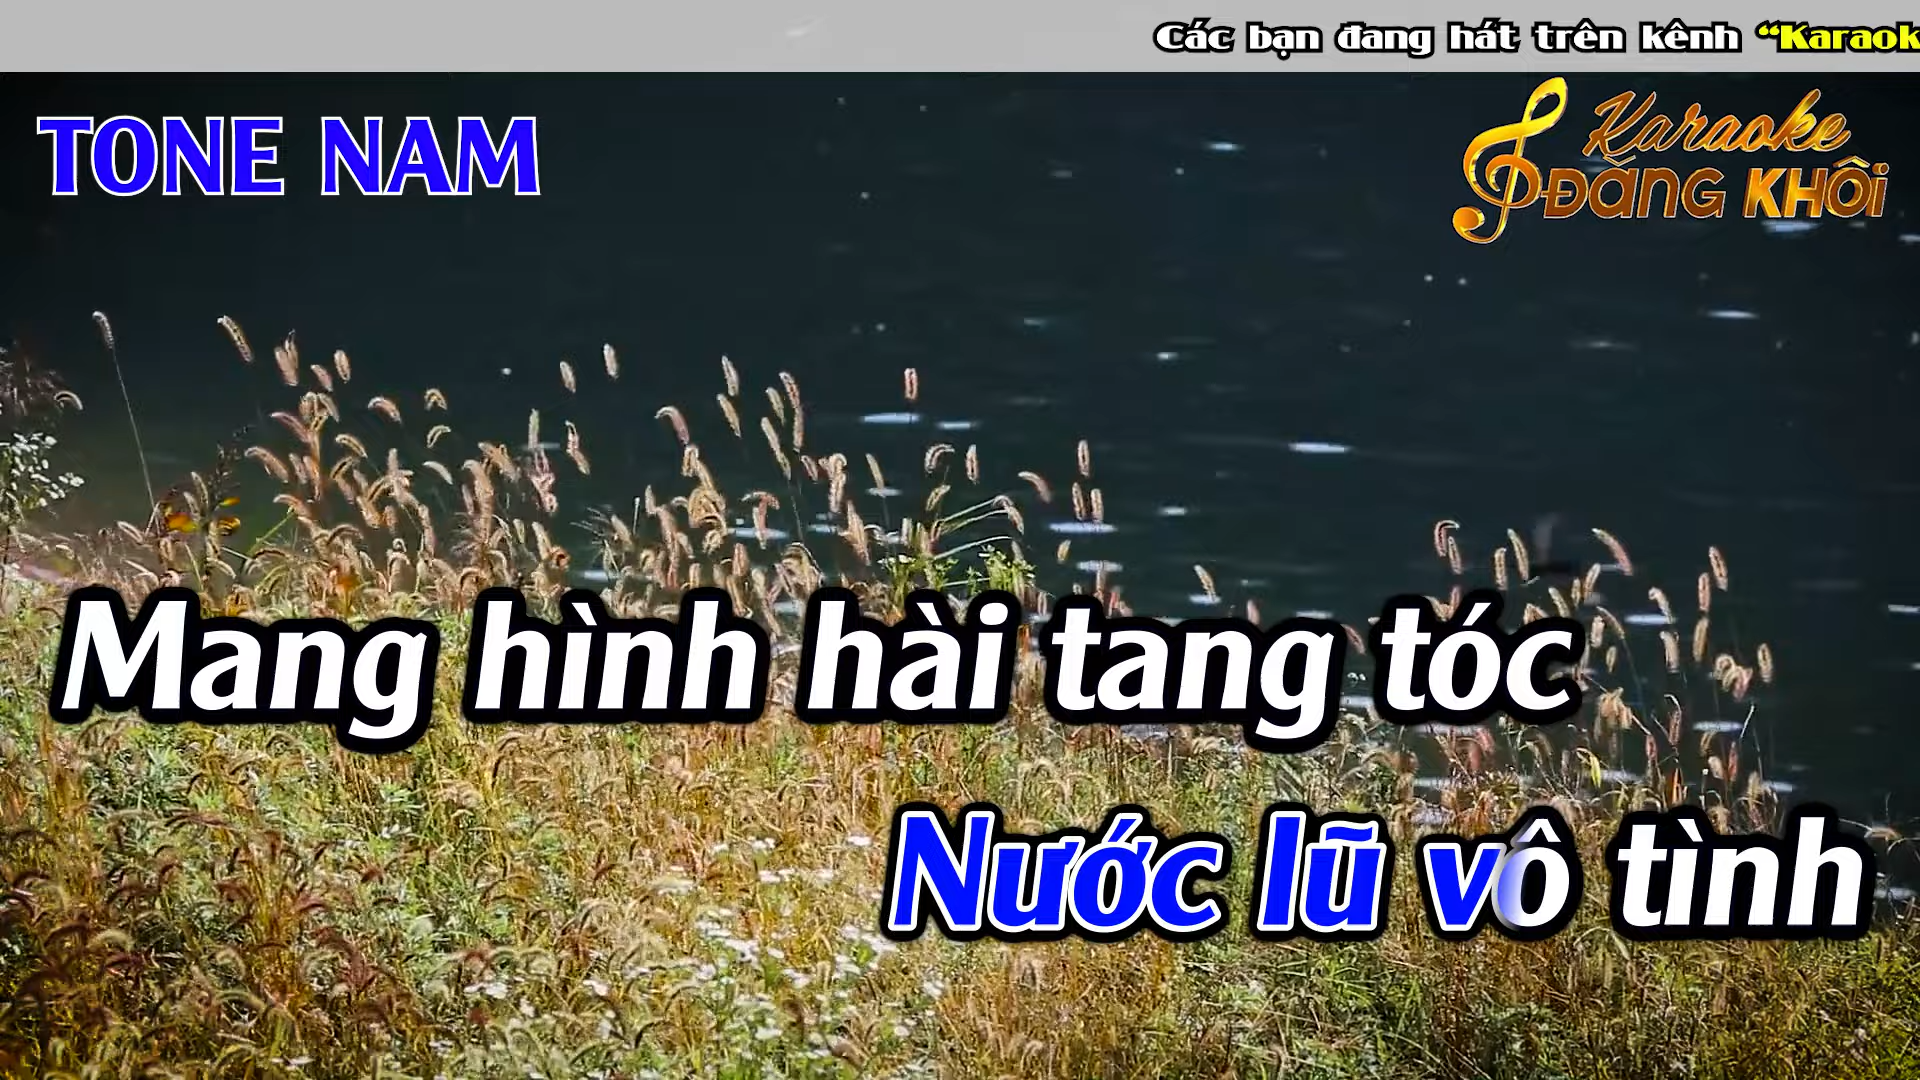 Các bạn đang hát trên kênh “Karaok
TONE NAM
Karaoke
ĐĂNG KHÔI
Mang hình hài tang tóc
Nước lũ vô tình